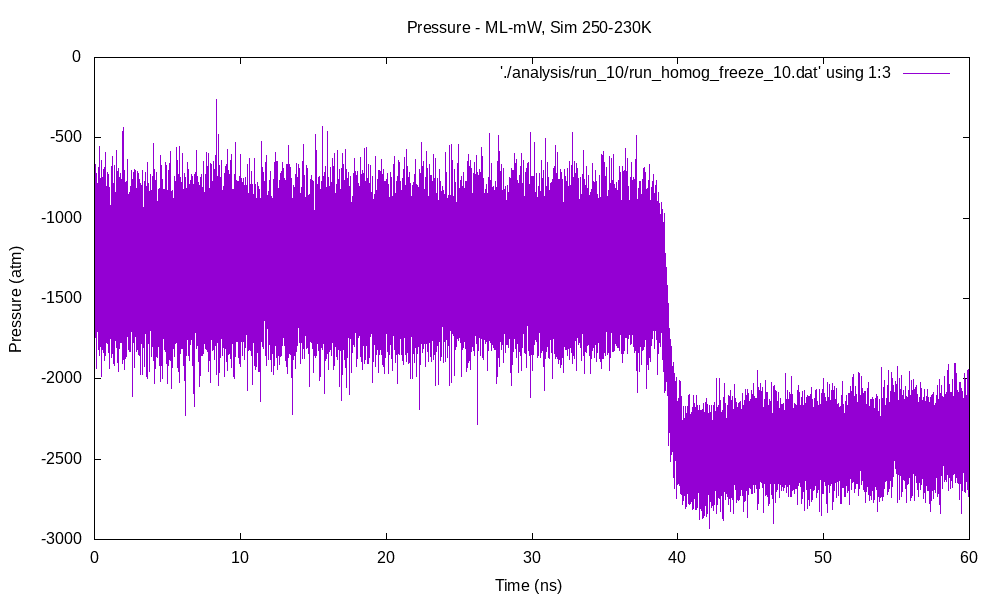 Pressure - ML-mW, Sim 250-230K
'./analysis/run_10/run_homog_freeze_10.dat' using 1:3
0
-500
-1000
-1500
-2000
-2500
-3000
Pressure (atm)
0 10 20 30 40 50 60
Time (ns)